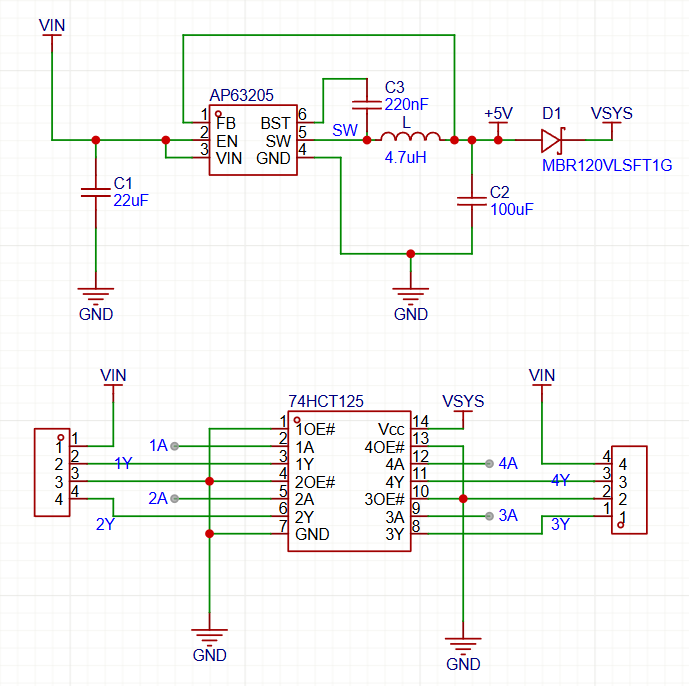 VIN
AP63205
1 FB BST 6
2 EN SW 5
3 VIN GND 4
C3
220nF
SW
L
4.7uH
+5V
D1
VSYS
MBR120VLSFT1G
C1
22uF
C2
100uF
GND
GND
VIN
74HCT125
VSYS
VIN
1 1OE# Vcc 14
2 1A 4OE# 13
3 1Y 4A 12
4 2OE# 4Y 11
5 2A 3OE# 10
6 2Y 3A 9
7 GND 3Y 8
1 1
2 2
3 3
4 4
1A
1Y
2A
2Y
4A
4Y
3A
3Y
4 4
3 3
2 2
1 1
GND
GND